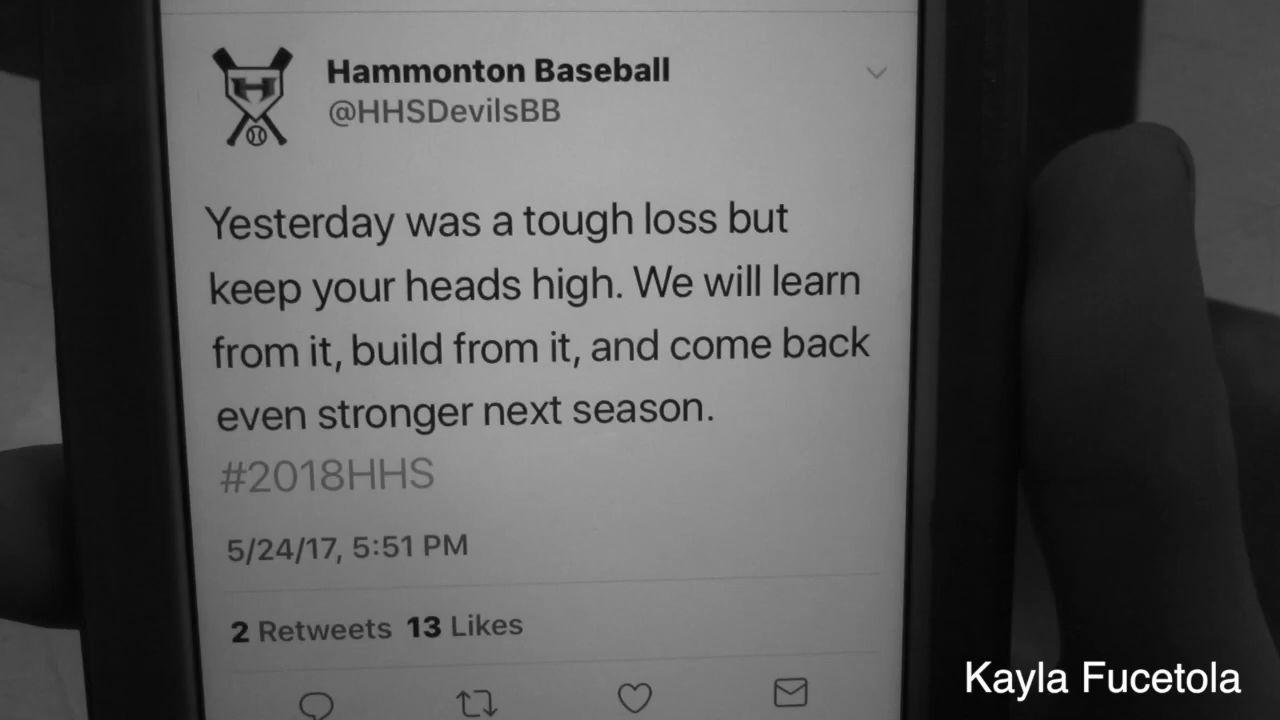 H
Hammonton Baseball
@HHSDevilsBB
Yesterday was a tough loss but
keep your heads high. We will learn
from it, build from it, and come back
even stronger next season.
#2018HHS
5/24/17, 5:51 PM
2 Retweets 13 Likes
Kayla Fucetola